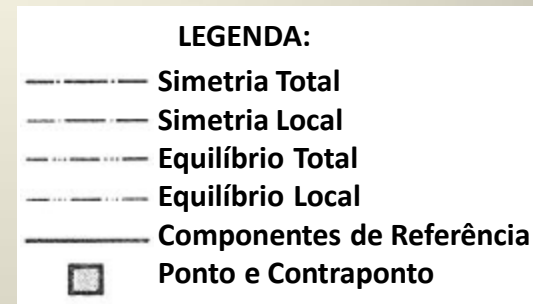 LEGENDA:
Simetria Total
Simetria Local
Equilíbrio Total
Equilíbrio Local
Componentes de Referência
Ponto e Contraponto